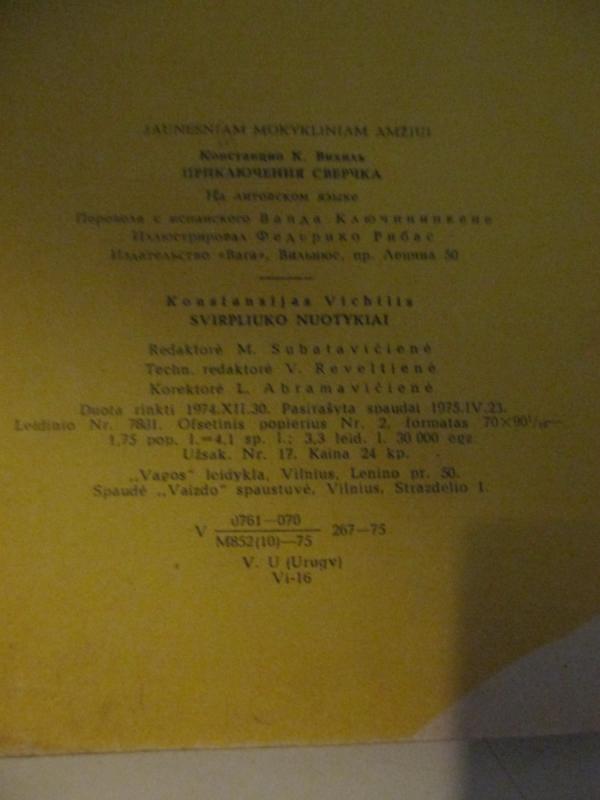 JAUNESNIAM MOKYKLINIAM AMŽIUI
Констанцио К. Вихиль
ПРИКЛЮЧЕНИЯ СВЕРЧКА
На литовском языке
Перевела с испанского Ванда Ключининкене
Иллюстрировал Федерико Рибас
Издательство «Вага», Вильнюс, пр. Ленина 50
Konstansijas Vichilis
SVIRPLIUKO NUOTYKIAI
Redaktorė M. Subatavičienė
Techn. redaktorė V. Reveltienė
Korektorė L. Abramavičienė
Duota rinkti 1974.XII.30. Pasirašyta spaudai 1975.IV.23.
Leidinio Nr. 7831. Ofsetinis popierius Nr. 2, formatas 70×90¹/₁₆—
1,75 pop. l.=4,1 sp. l.; 3,3 leid. l. 30 000 egz.
Užsak. Nr. 17. Kaina 24 kp.
„Vagos“ leidykla, Vilnius, Lenino pr. 50.
Spaudė „Vaizdo“ spaustuvė, Vilnius, Strazdelio 1.
0761—070
V M852(10)—75 267—75
V. U (Urugv)
Vi-16